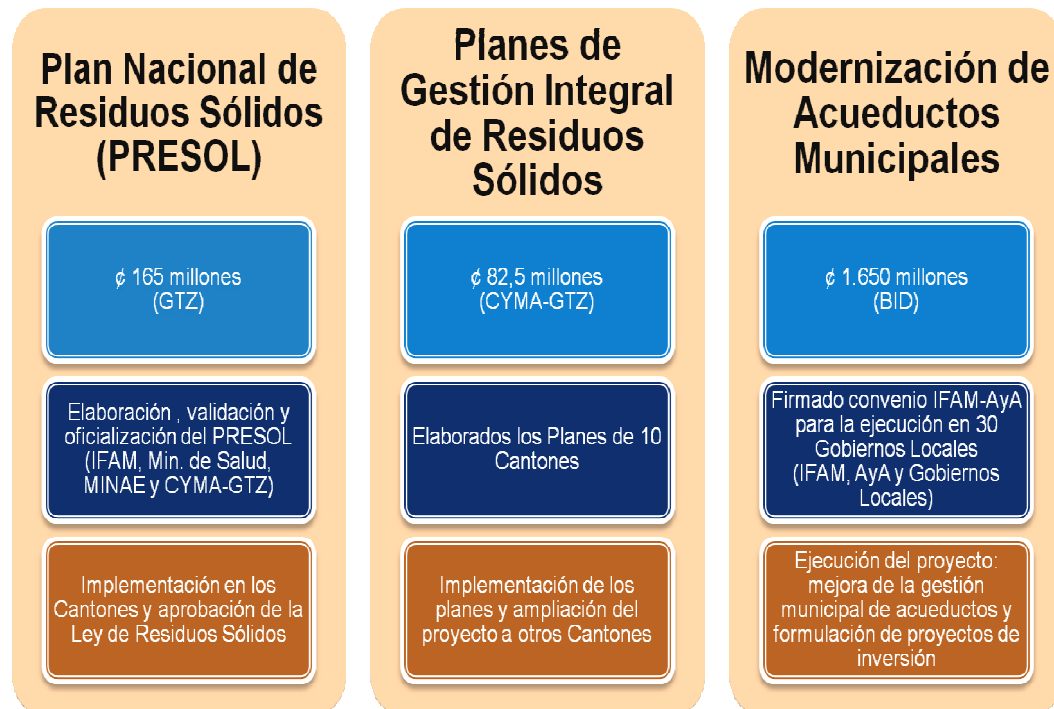 Plan Nacional de
Residuos Sólidos
(PRESOL)
₡ 165 millones
(GTZ)
Elaboración , validación y
oficialización del PRESOL
(IFAM, Min. de Salud,
MINAE y CYMA-GTZ)
Implementación en los
Cantones y aprobación de la
Ley de Residuos Sólidos
Planes de
Gestión Integral
de Residuos
Sólidos
₡ 82,5 millones
(CYMA-GTZ)
Elaborados los Planes de 10
Cantones
Implementación de los
planes y ampliación del
proyecto a otros Cantones
Modernización de
Acueductos
Municipales
₡ 1.650 millones
(BID)
Firmado convenio IFAM-AyA
para la ejecución en 30
Gobiernos Locales
(IFAM, AyA y Gobiernos
Locales)
Ejecución del proyecto:
mejora de la gestión
municipal de acueductos y
formulación de proyectos de
inversión